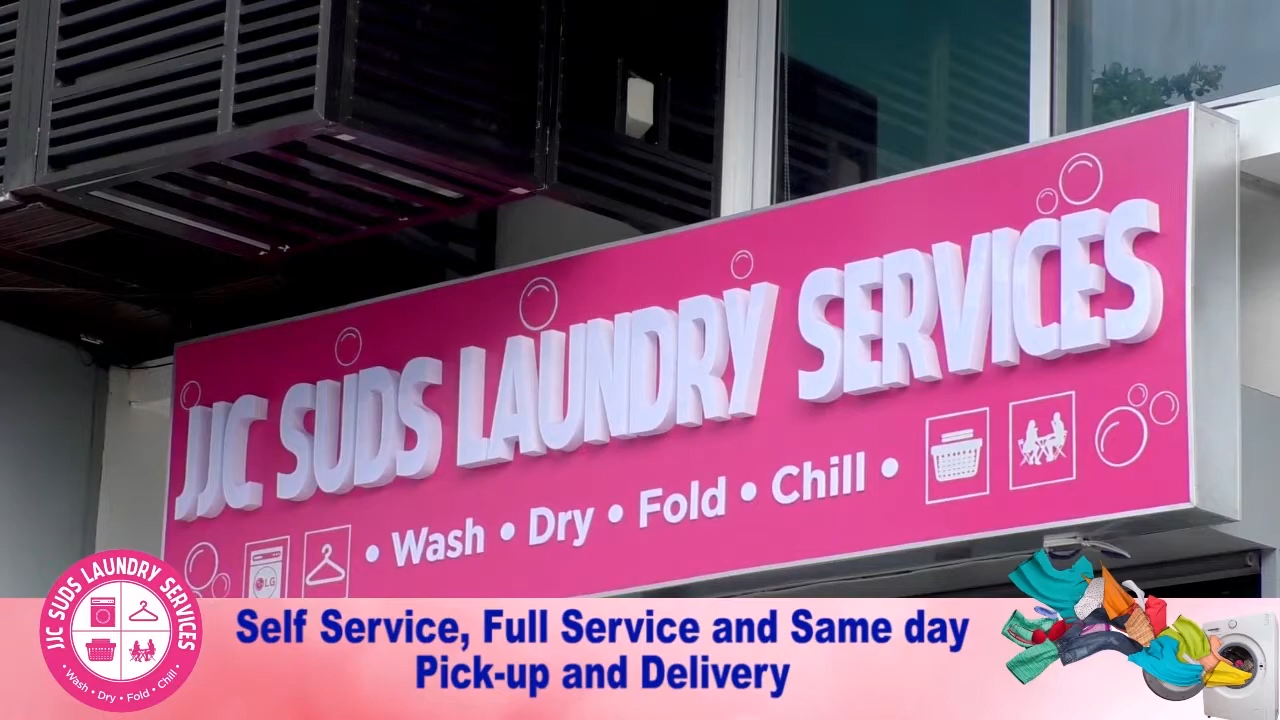 JJC SUDS LAUNDRY SERVICES
• Wash • Dry • Fold • Chill •
LG
JJC SUDS LAUNDRY SERVICES
• Wash • Dry • Fold • Chill •
Self Service, Full Service and Same day
Pick-up and Delivery